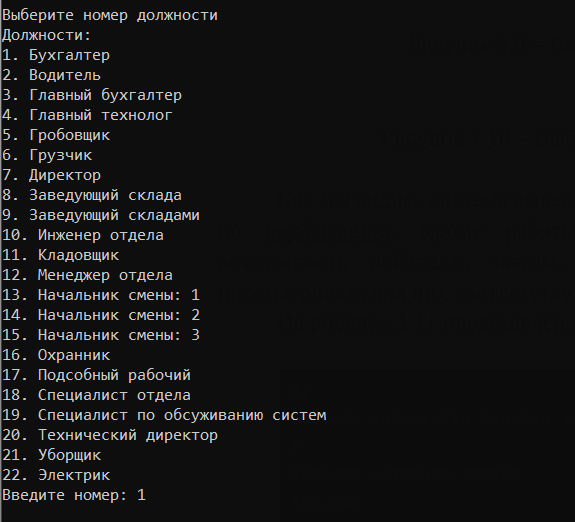 Выберите номер должности
Должности:
1. Бухгалтер
2. Водитель
3. Главный бухгалтер
4. Главный технолог
5. Гробовщик
6. Грузчик
7. Директор
8. Заведующий склада
9. Заведующий складами
10. Инженер отдела
11. Кладовщик
12. Менеджер отдела
13. Начальник смены: 1
14. Начальник смены: 2
15. Начальник смены: 3
16. Охранник
17. Подсобный рабочий
18. Специалист отдела
19. Специалист по обсуживанию систем
20. Технический директор
21. Уборщик
22. Электрик
Введите номер: 1